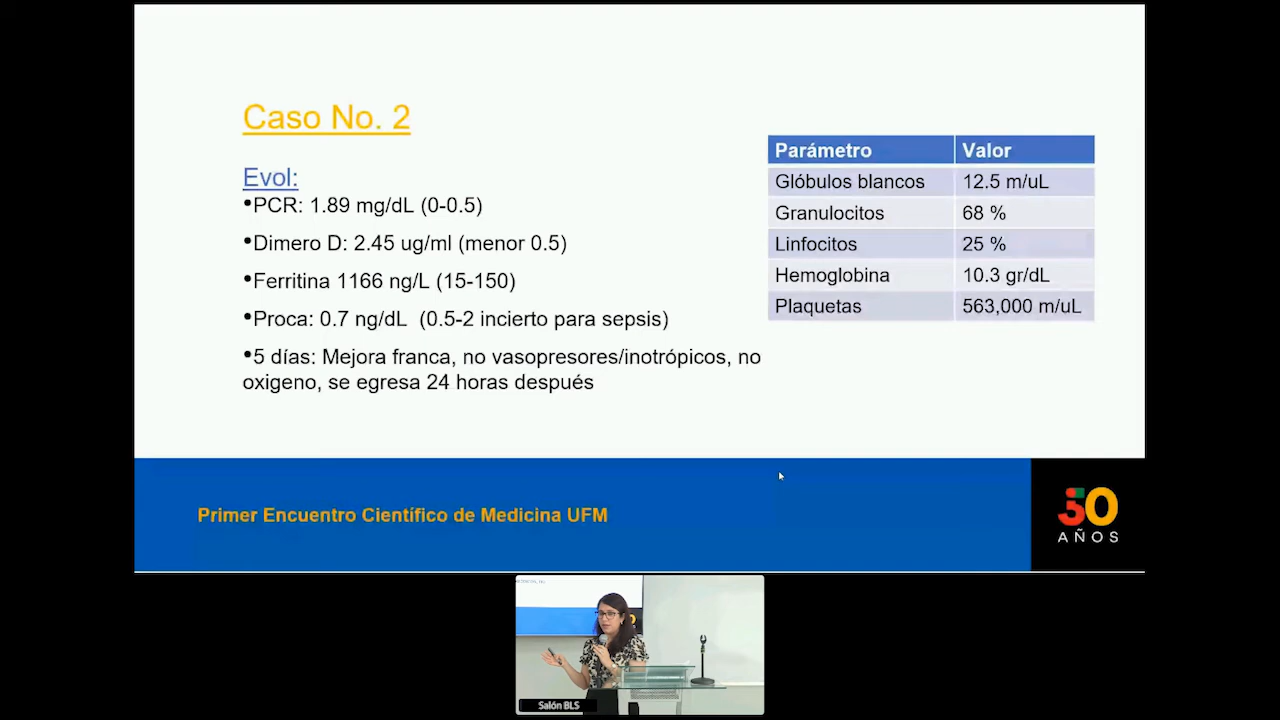 Caso No. 2
Evol:
•PCR: 1.89 mg/dL (0-0.5)
•Dimero D: 2.45 ug/ml (menor 0.5)
•Ferritina 1166 ng/L (15-150)
•Proca: 0.7 ng/dL (0.5-2 incierto para sepsis)
•5 días: Mejora franca, no vasopresores/inotrópicos, no
oxigeno, se egresa 24 horas después
Parámetro Valor
Glóbulos blancos 12.5 m/uL
Granulocitos 68 %
Linfocitos 25 %
Hemoglobina 10.3 gr/dL
Plaquetas 563,000 m/uL
Primer Encuentro Científico de Medicina UFM
50
AÑOS
Salón BLS